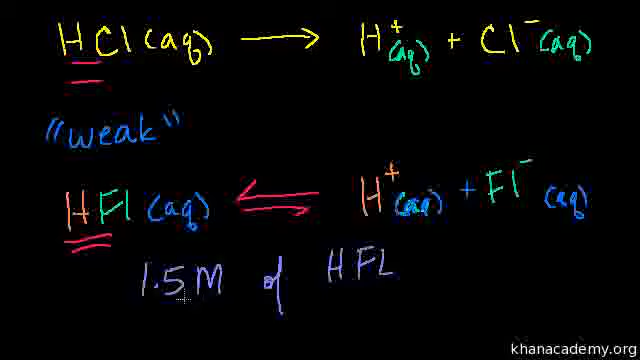 HCl (aq) → H⁺(aq) + Cl⁻(aq)
"weak"
HFl (aq) ⇌ H⁺(aq) + Fl⁻ (aq)
1.5 M of HFL
khanacademy.org